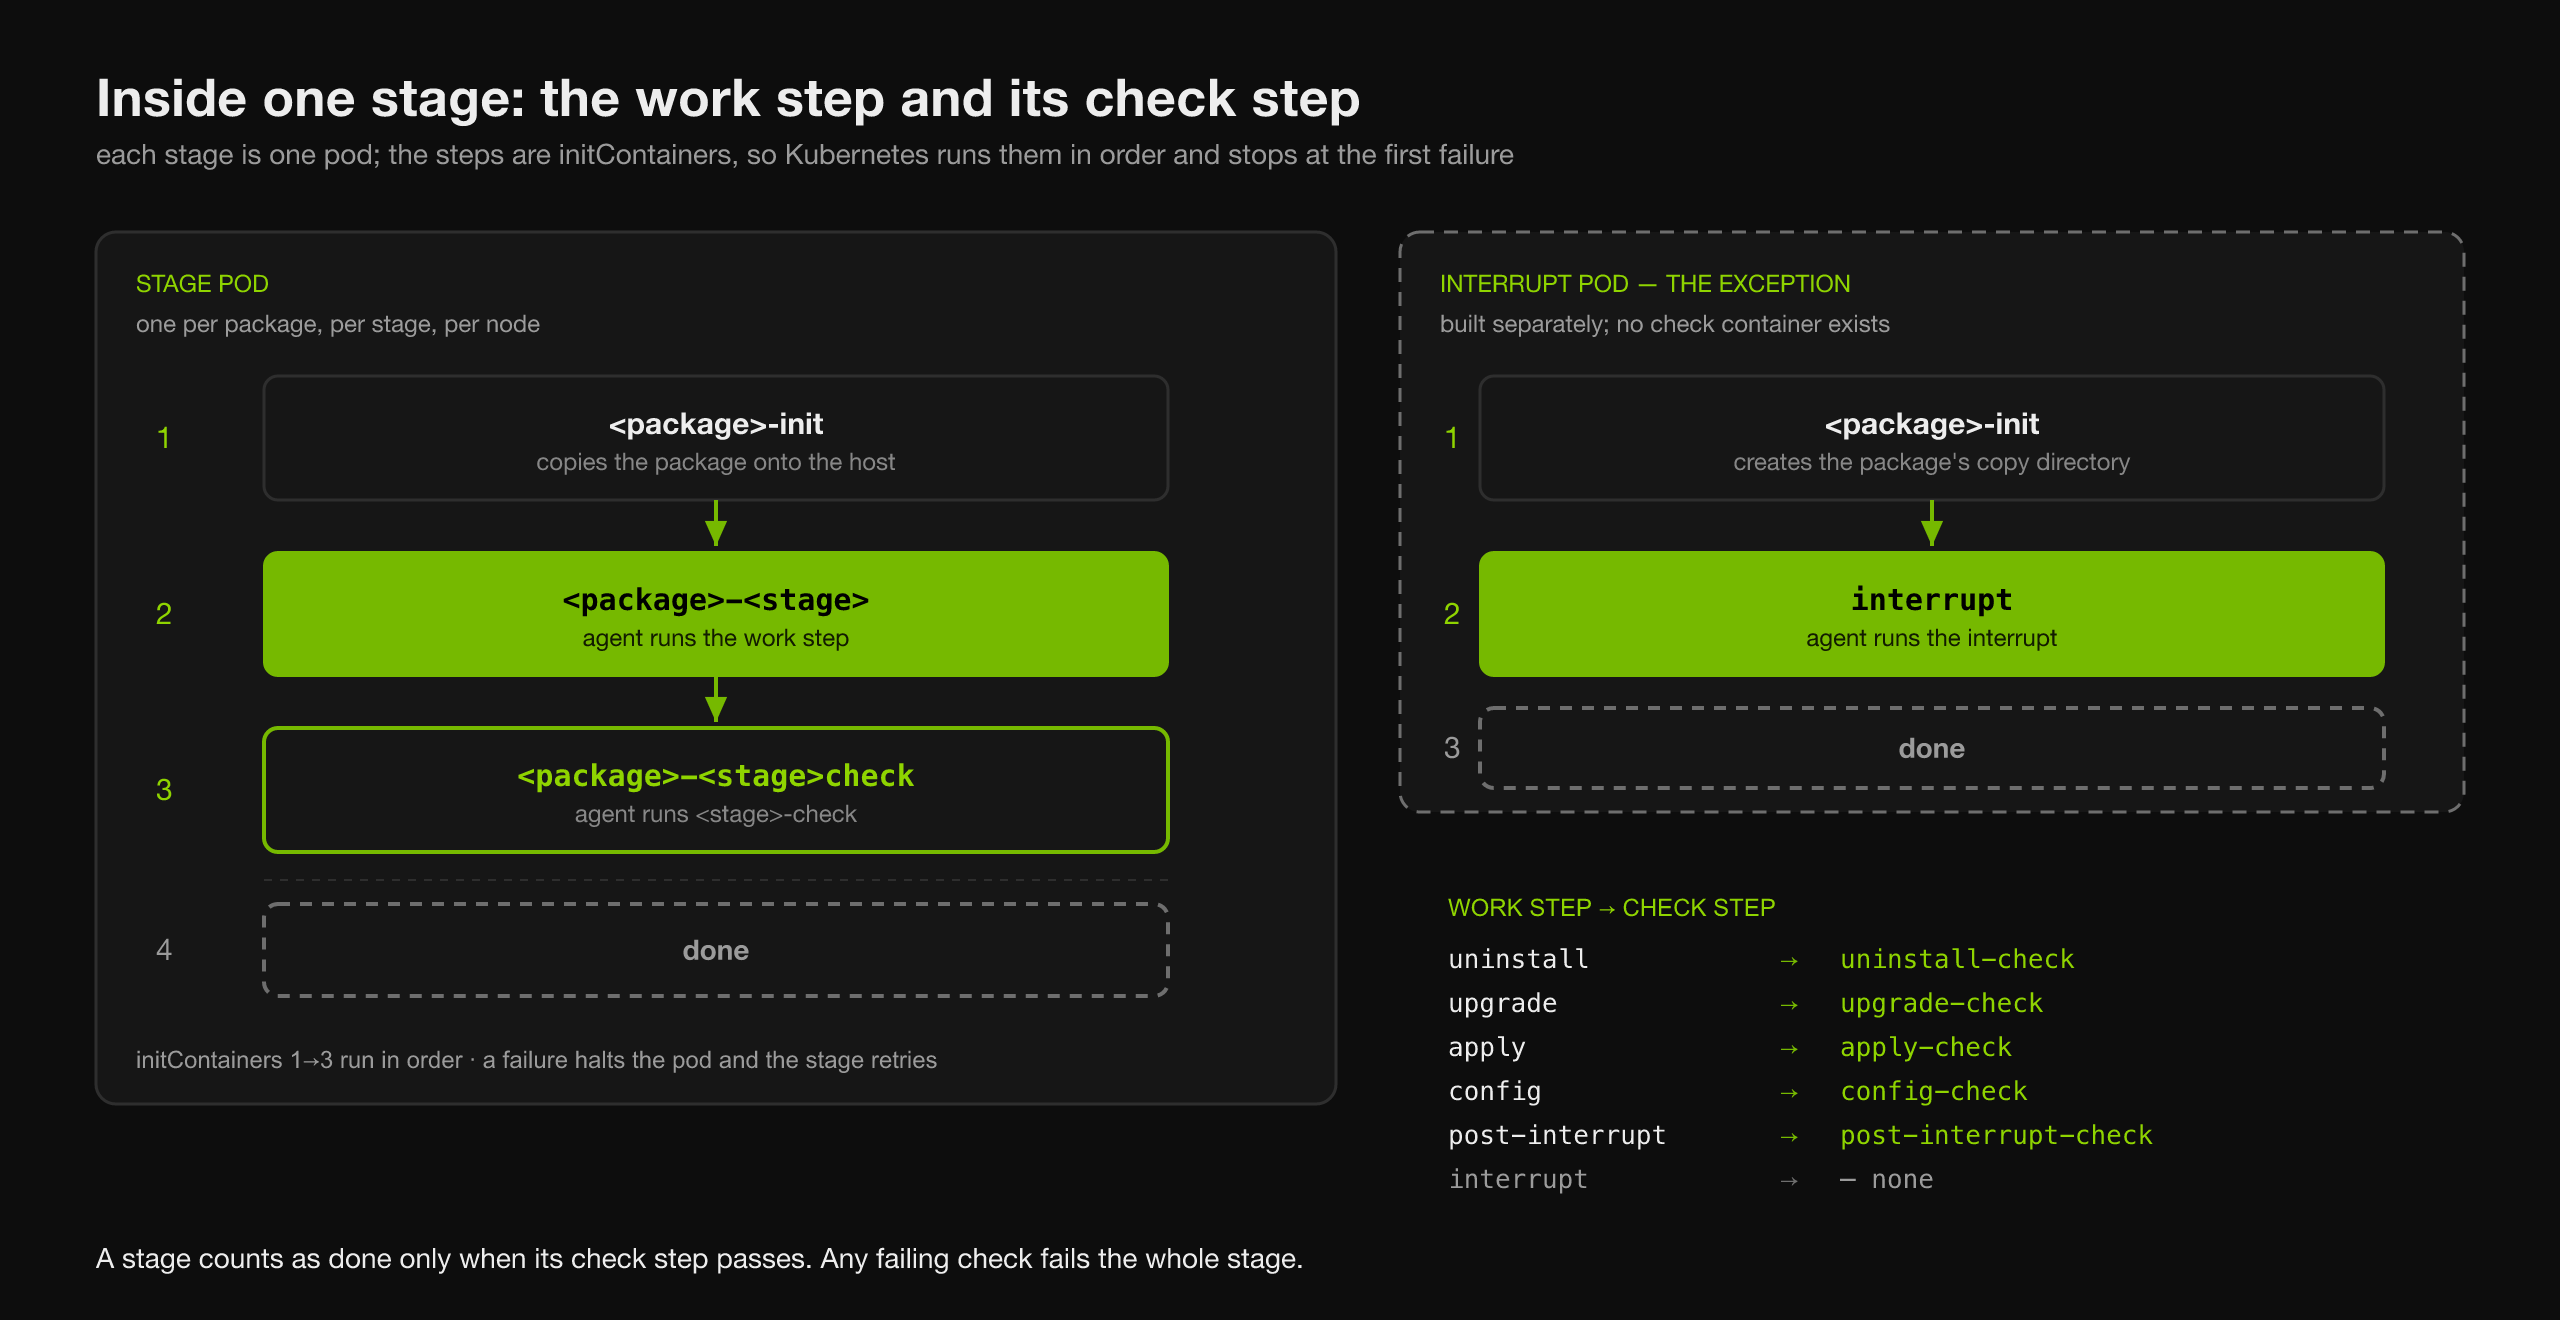 Inside one stage: the work step and its check step
each stage is one pod; the steps are initContainers, so Kubernetes runs them in order and stops at the first failure
STAGE POD
one per package, per stage, per node
1
<package>-init
copies the package onto the host
2
<package>-<stage>
agent runs the work step
3
<package>-<stage>check
agent runs <stage>-check
4
done
initContainers 1→3 run in order · a failure halts the pod and the stage retries
INTERRUPT POD — THE EXCEPTION
built separately; no check container exists
1
<package>-init
creates the package's copy directory
2
interrupt
agent runs the interrupt
3
done
WORK STEP → CHECK STEP
uninstall → uninstall-check
upgrade → upgrade-check
apply → apply-check
config → config-check
post-interrupt → post-interrupt-check
interrupt → — none
A stage counts as done only when its check step passes. Any failing check fails the whole stage.